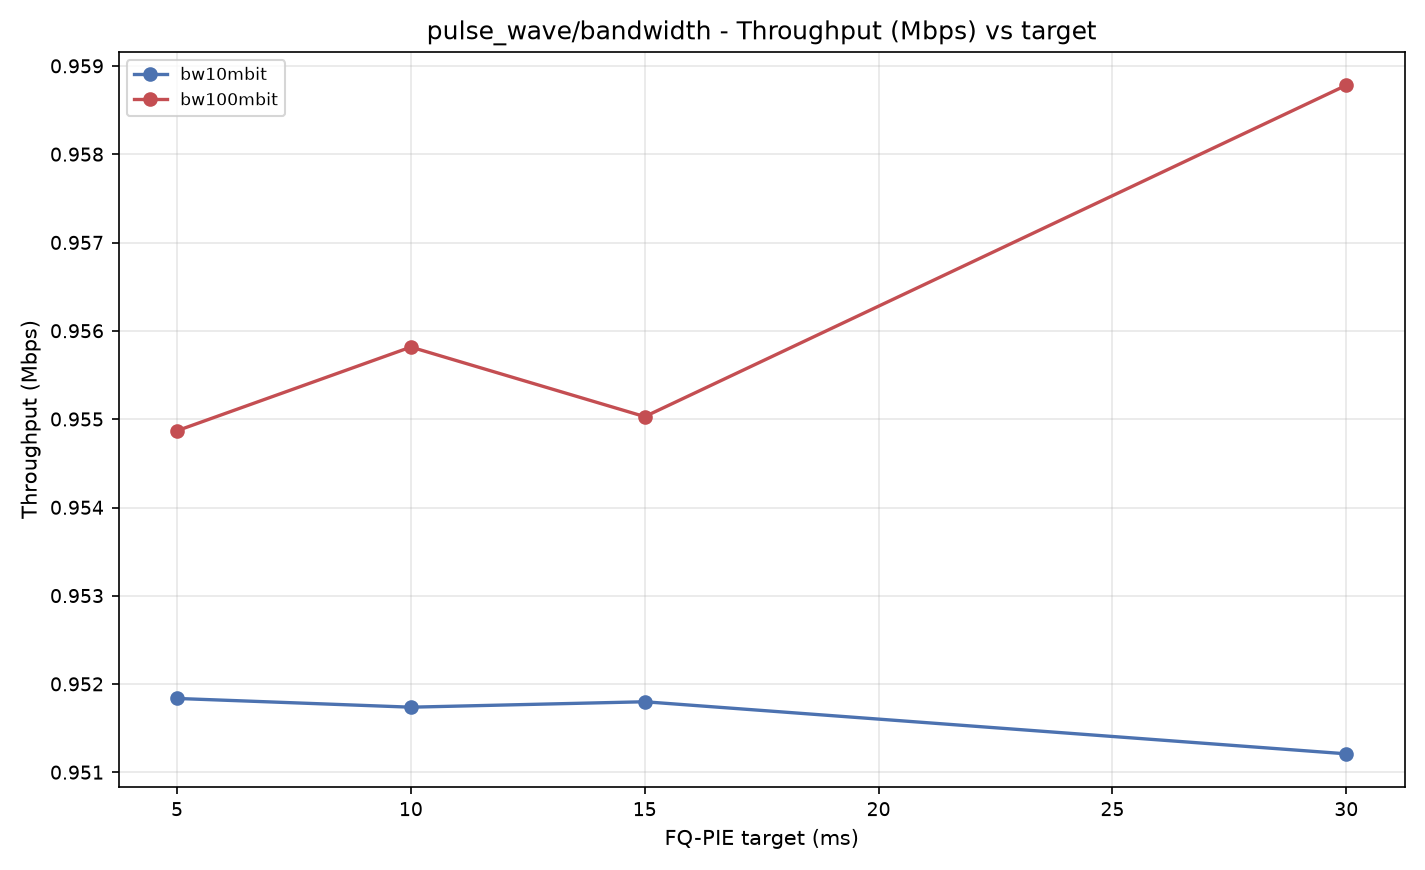 pulse_wave/bandwidth - Throughput (Mbps) vs target
bw10mbit
bw100mbit
0.959
0.958
0.957
0.956
0.955
0.954
0.953
0.952
0.951
Throughput (Mbps)
5 10 15 20 25 30
FQ-PIE target (ms)